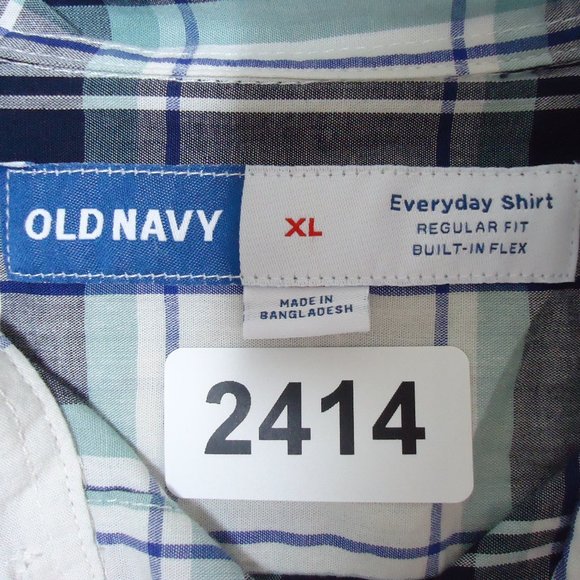 OLD NAVY
XL
Everyday Shirt
REGULAR FIT
BUILT-IN FLEX
MADE IN
BANGLADESH
2414